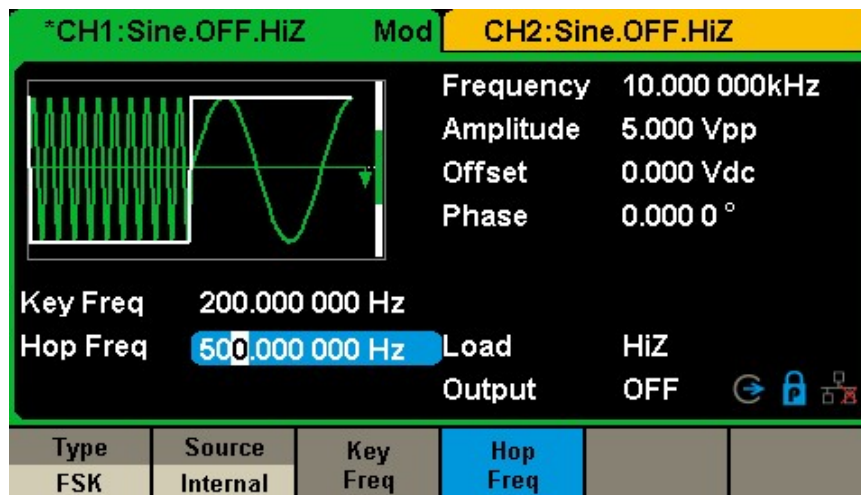 *CH1:Sine.OFF.HiZ Mod CH2:Sine.OFF.HiZ
Frequency 10.000 000kHz
Amplitude 5.000 Vpp
Offset 0.000 Vdc
Phase 0.000 0 °
Key Freq 200.000 000 Hz
Hop Freq 500.000 000 Hz
Load HiZ
Output OFF P
Type Source Key Freq Hop Freq
FSK Internal